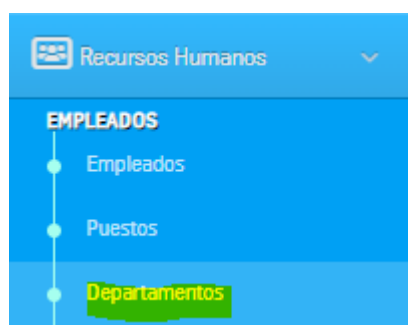 Recursos Humanos
EMPLEADOS
Empleados
Puestos
Departamentos